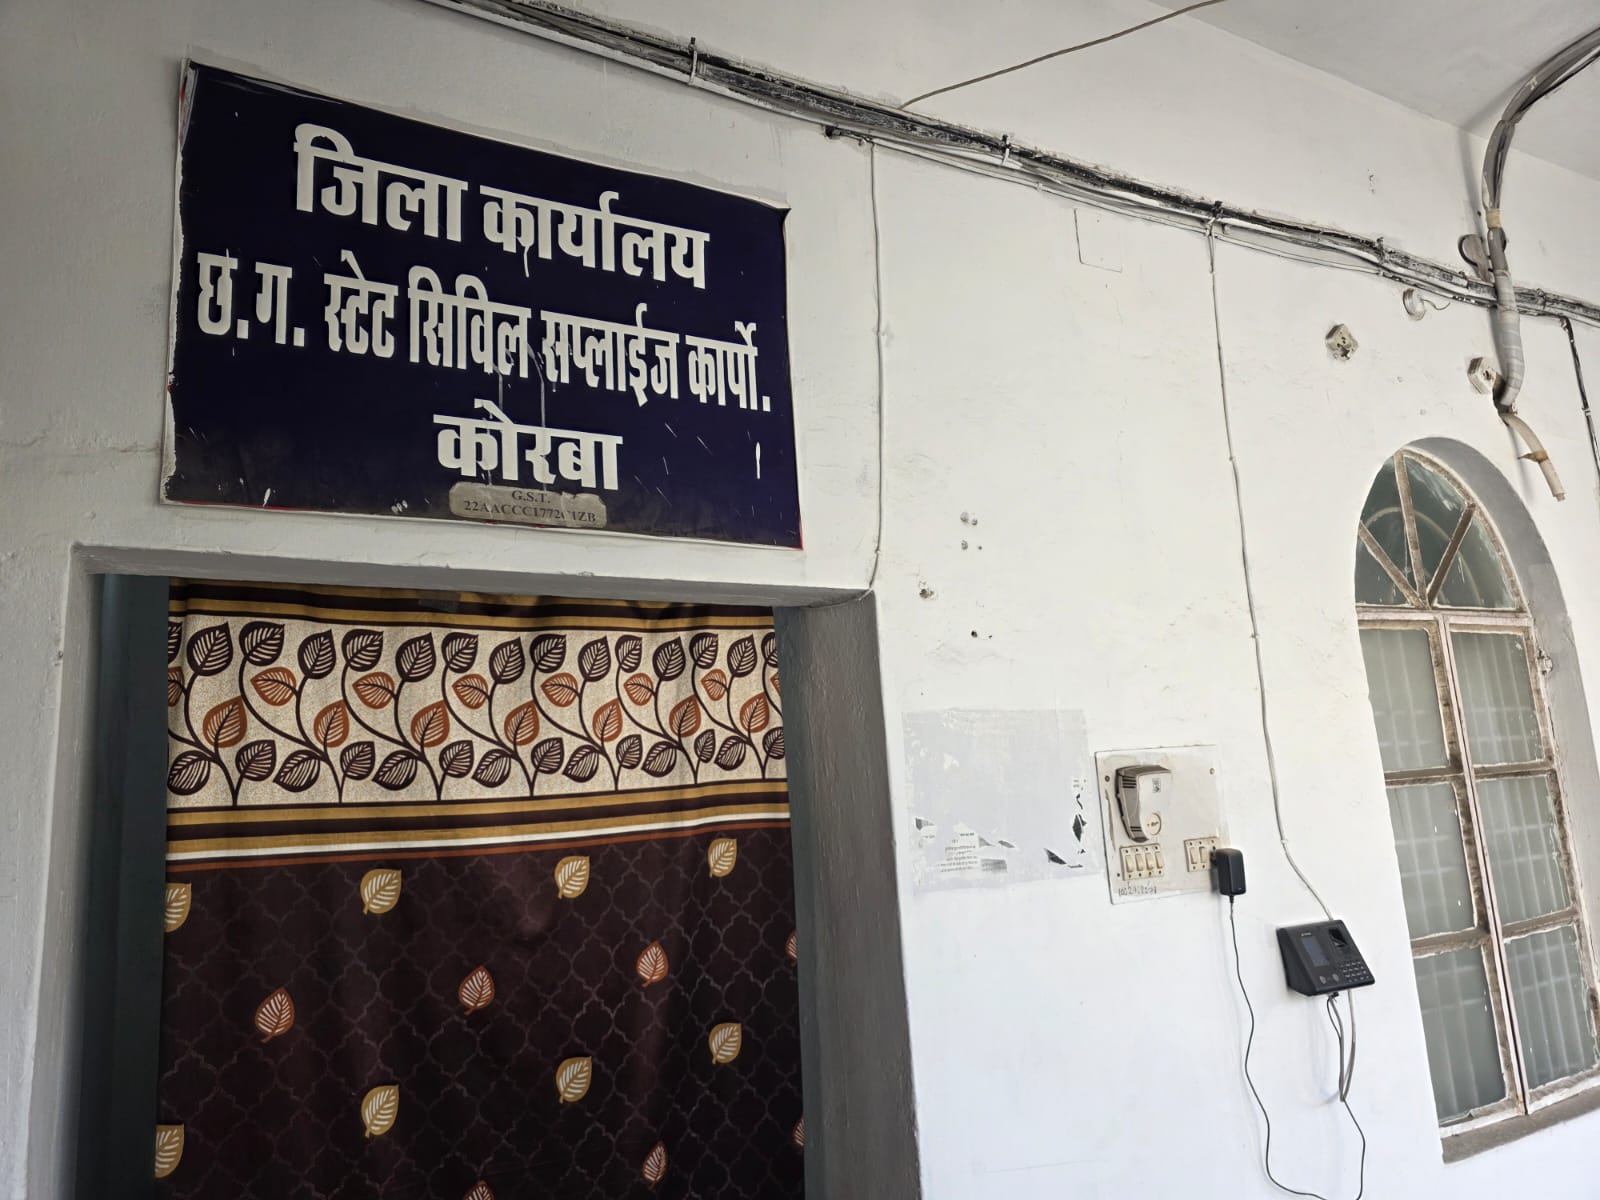 जिला कार्यालय
छ.ग. स्टेट सिविल सप्लाईज कार्पो.
कोरबा
G.S.T.